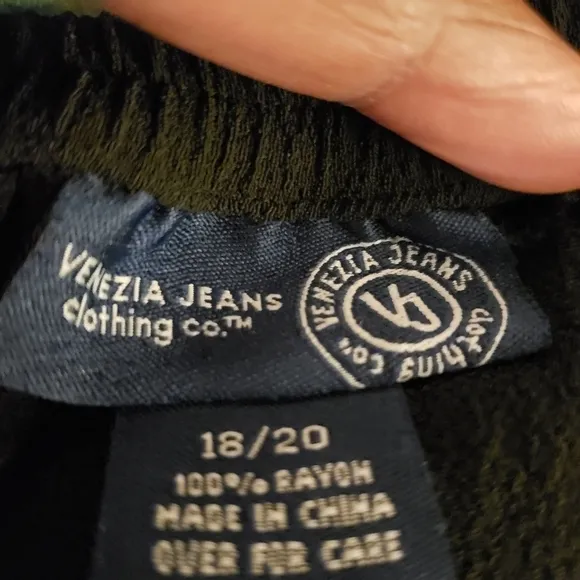 VENEZIA JEANS
clothing co.™
VENEZIA JEANS clothing co.™
VJ
18/20
100% RAYON
MADE IN CHINA
OVER FOR CARE